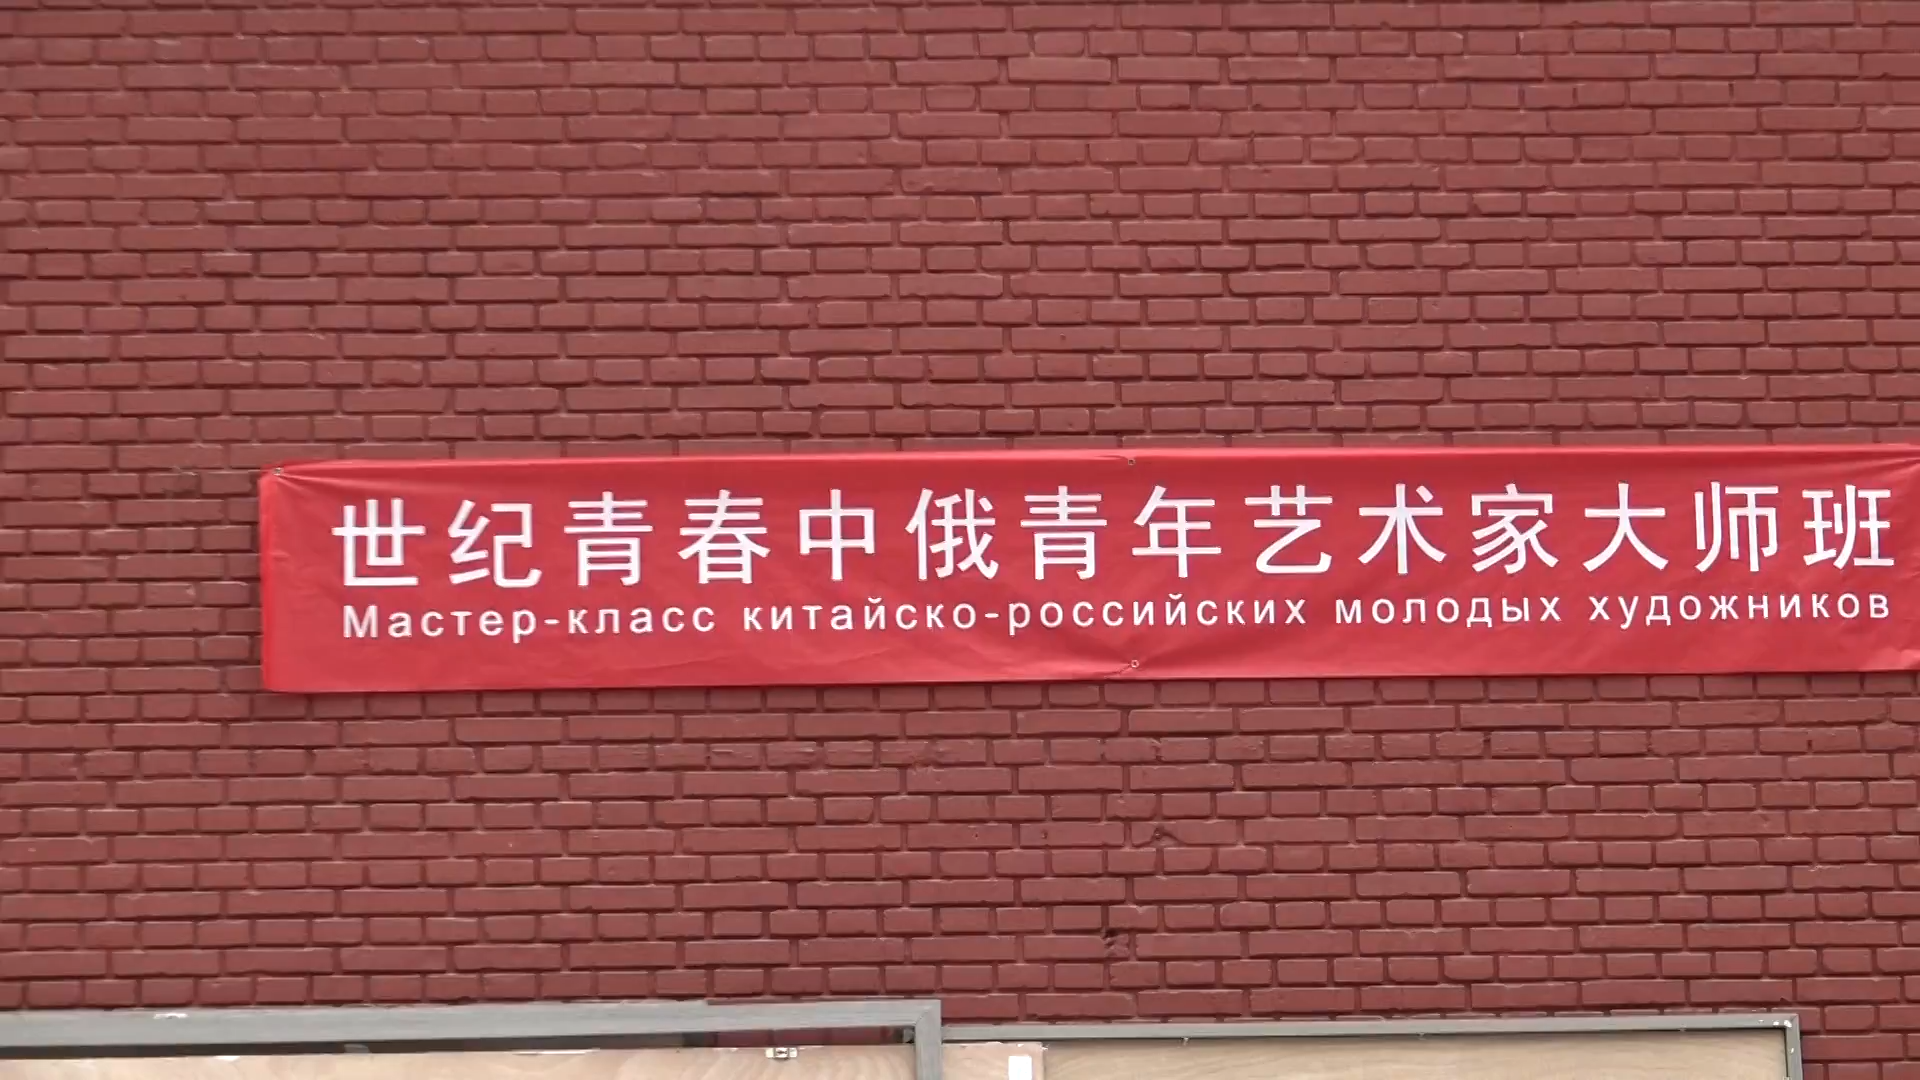 世纪青春中俄青年艺术家大师班
Мастер-класс китайско-российских молодых художников